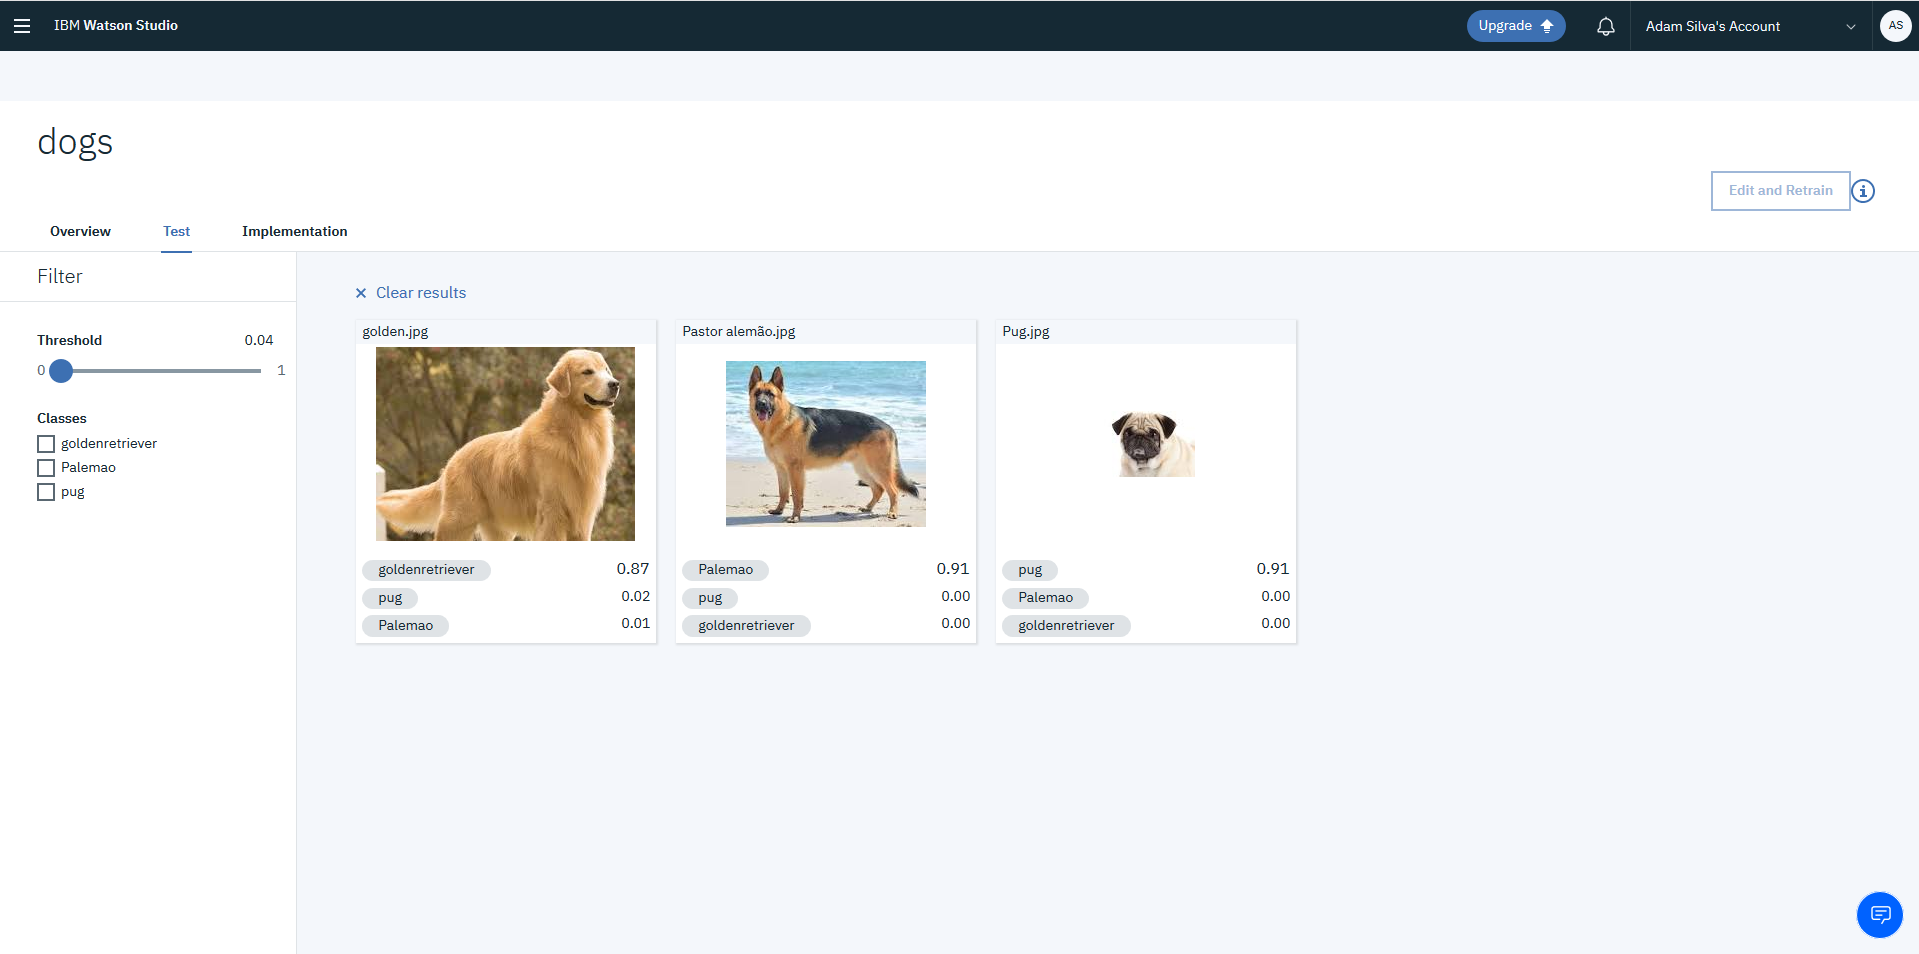 IBM Watson Studio
Upgrade
Adam Silva's Account
AS
dogs
Edit and Retrain
Overview
Test
Implementation
Filter
Threshold 0.04
0 1
Classes
goldenretriever
Palemao
pug
Clear results
golden.jpg
goldenretriever 0.87
pug 0.02
Palemao 0.01
Pastor alemão.jpg
Palemao 0.91
pug 0.00
goldenretriever 0.00
Pug.jpg
pug 0.91
Palemao 0.00
goldenretriever 0.00